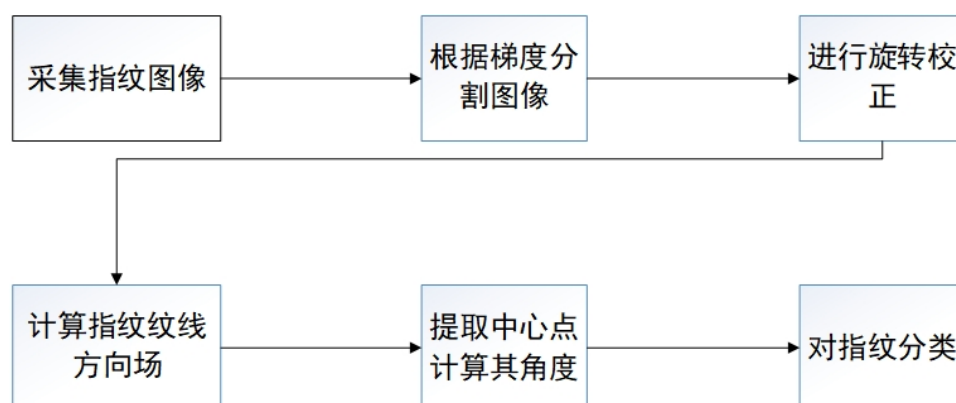 采集指纹图像
根据梯度分
割图像
进行旋转校
正
计算指纹纹线
方向场
提取中心点
计算其角度
对指纹分类